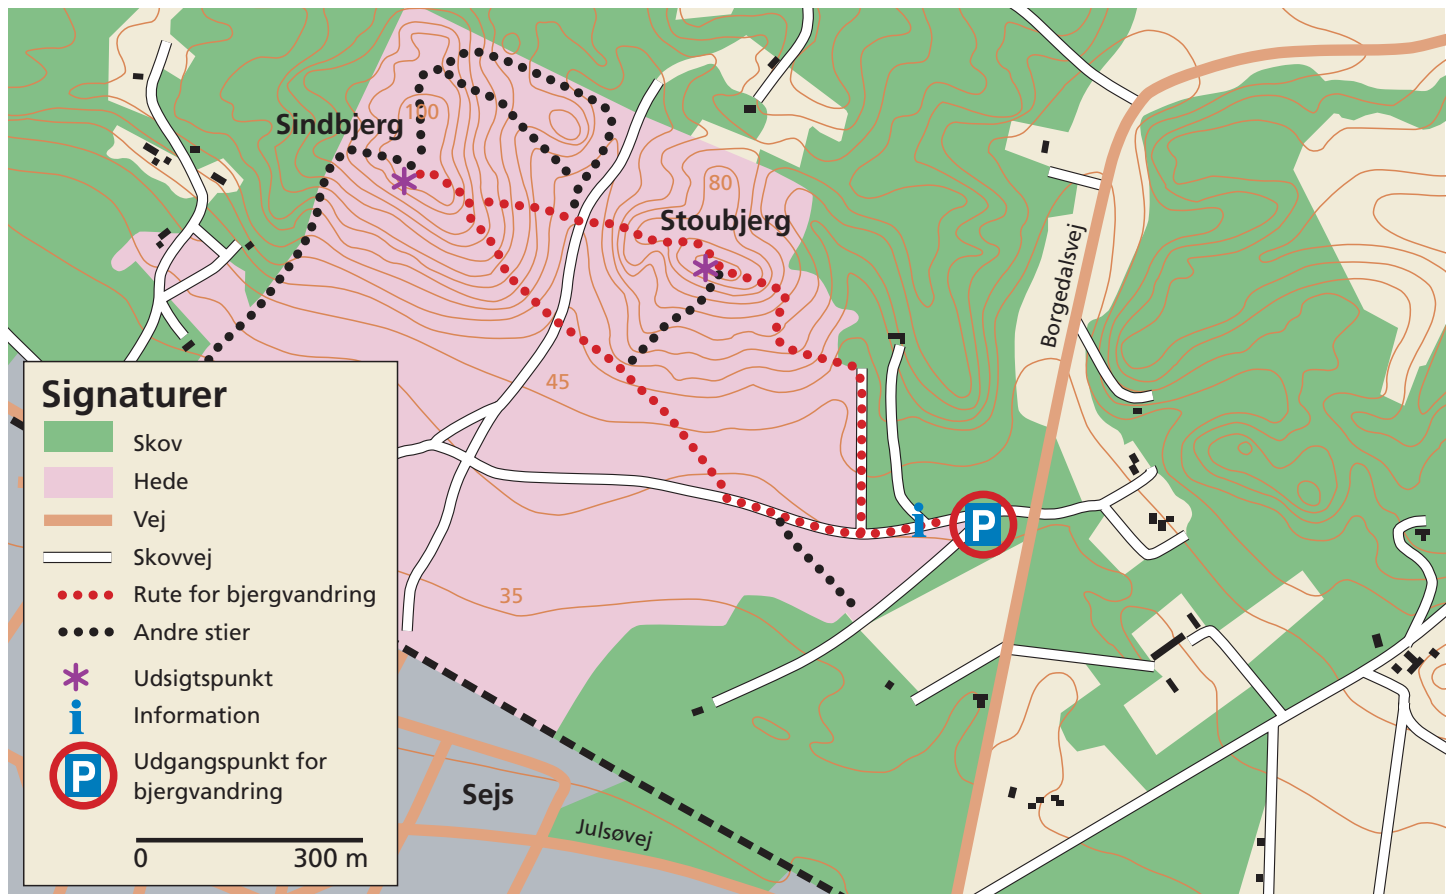 100
Sindbjerg
80
Stoubjerg
Borgedalsvej
45
35
i
P
Sejs
Julsøvej
Signaturer
Skov
Hede
Vej
Skovvej
Rute for bjergvandring
Andre stier
Udsigtspunkt
i
Information
P
Udgangspunkt for
bjergvandring
0
300 m